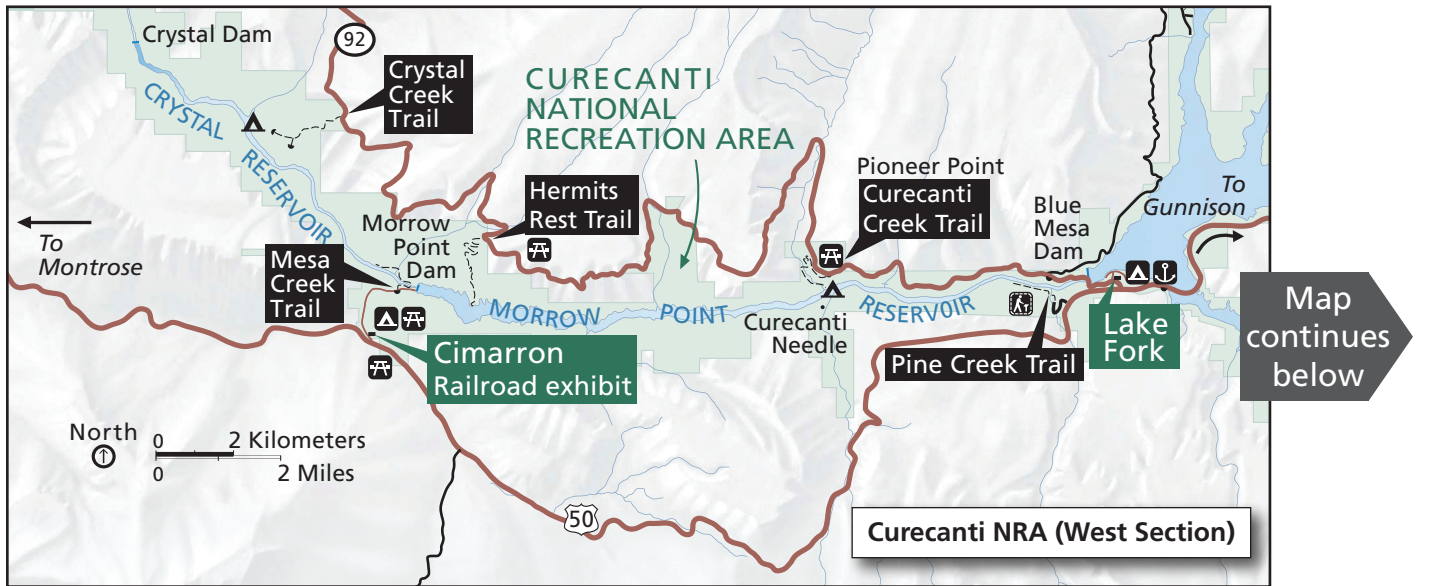 Crystal Dam
92
Crystal
Creek
Trail
CURECANTI
NATIONAL
RECREATION AREA
CRYSTAL RESERVOIR
Hermits
Rest Trail
Pioneer Point
Curecanti
Creek Trail
Blue
Mesa
Dam
To
Gunnison
To
Montrose
Morrow
Point
Dam
Mesa
Creek
Trail
MORROW POINT RESERVOIR
Curecanti
Needle
Pine Creek Trail
Lake
Fork
Map
continues
below
Cimarron
Railroad exhibit
North
0 2 Kilometers
0 2 Miles
50
Curecanti NRA (West Section)